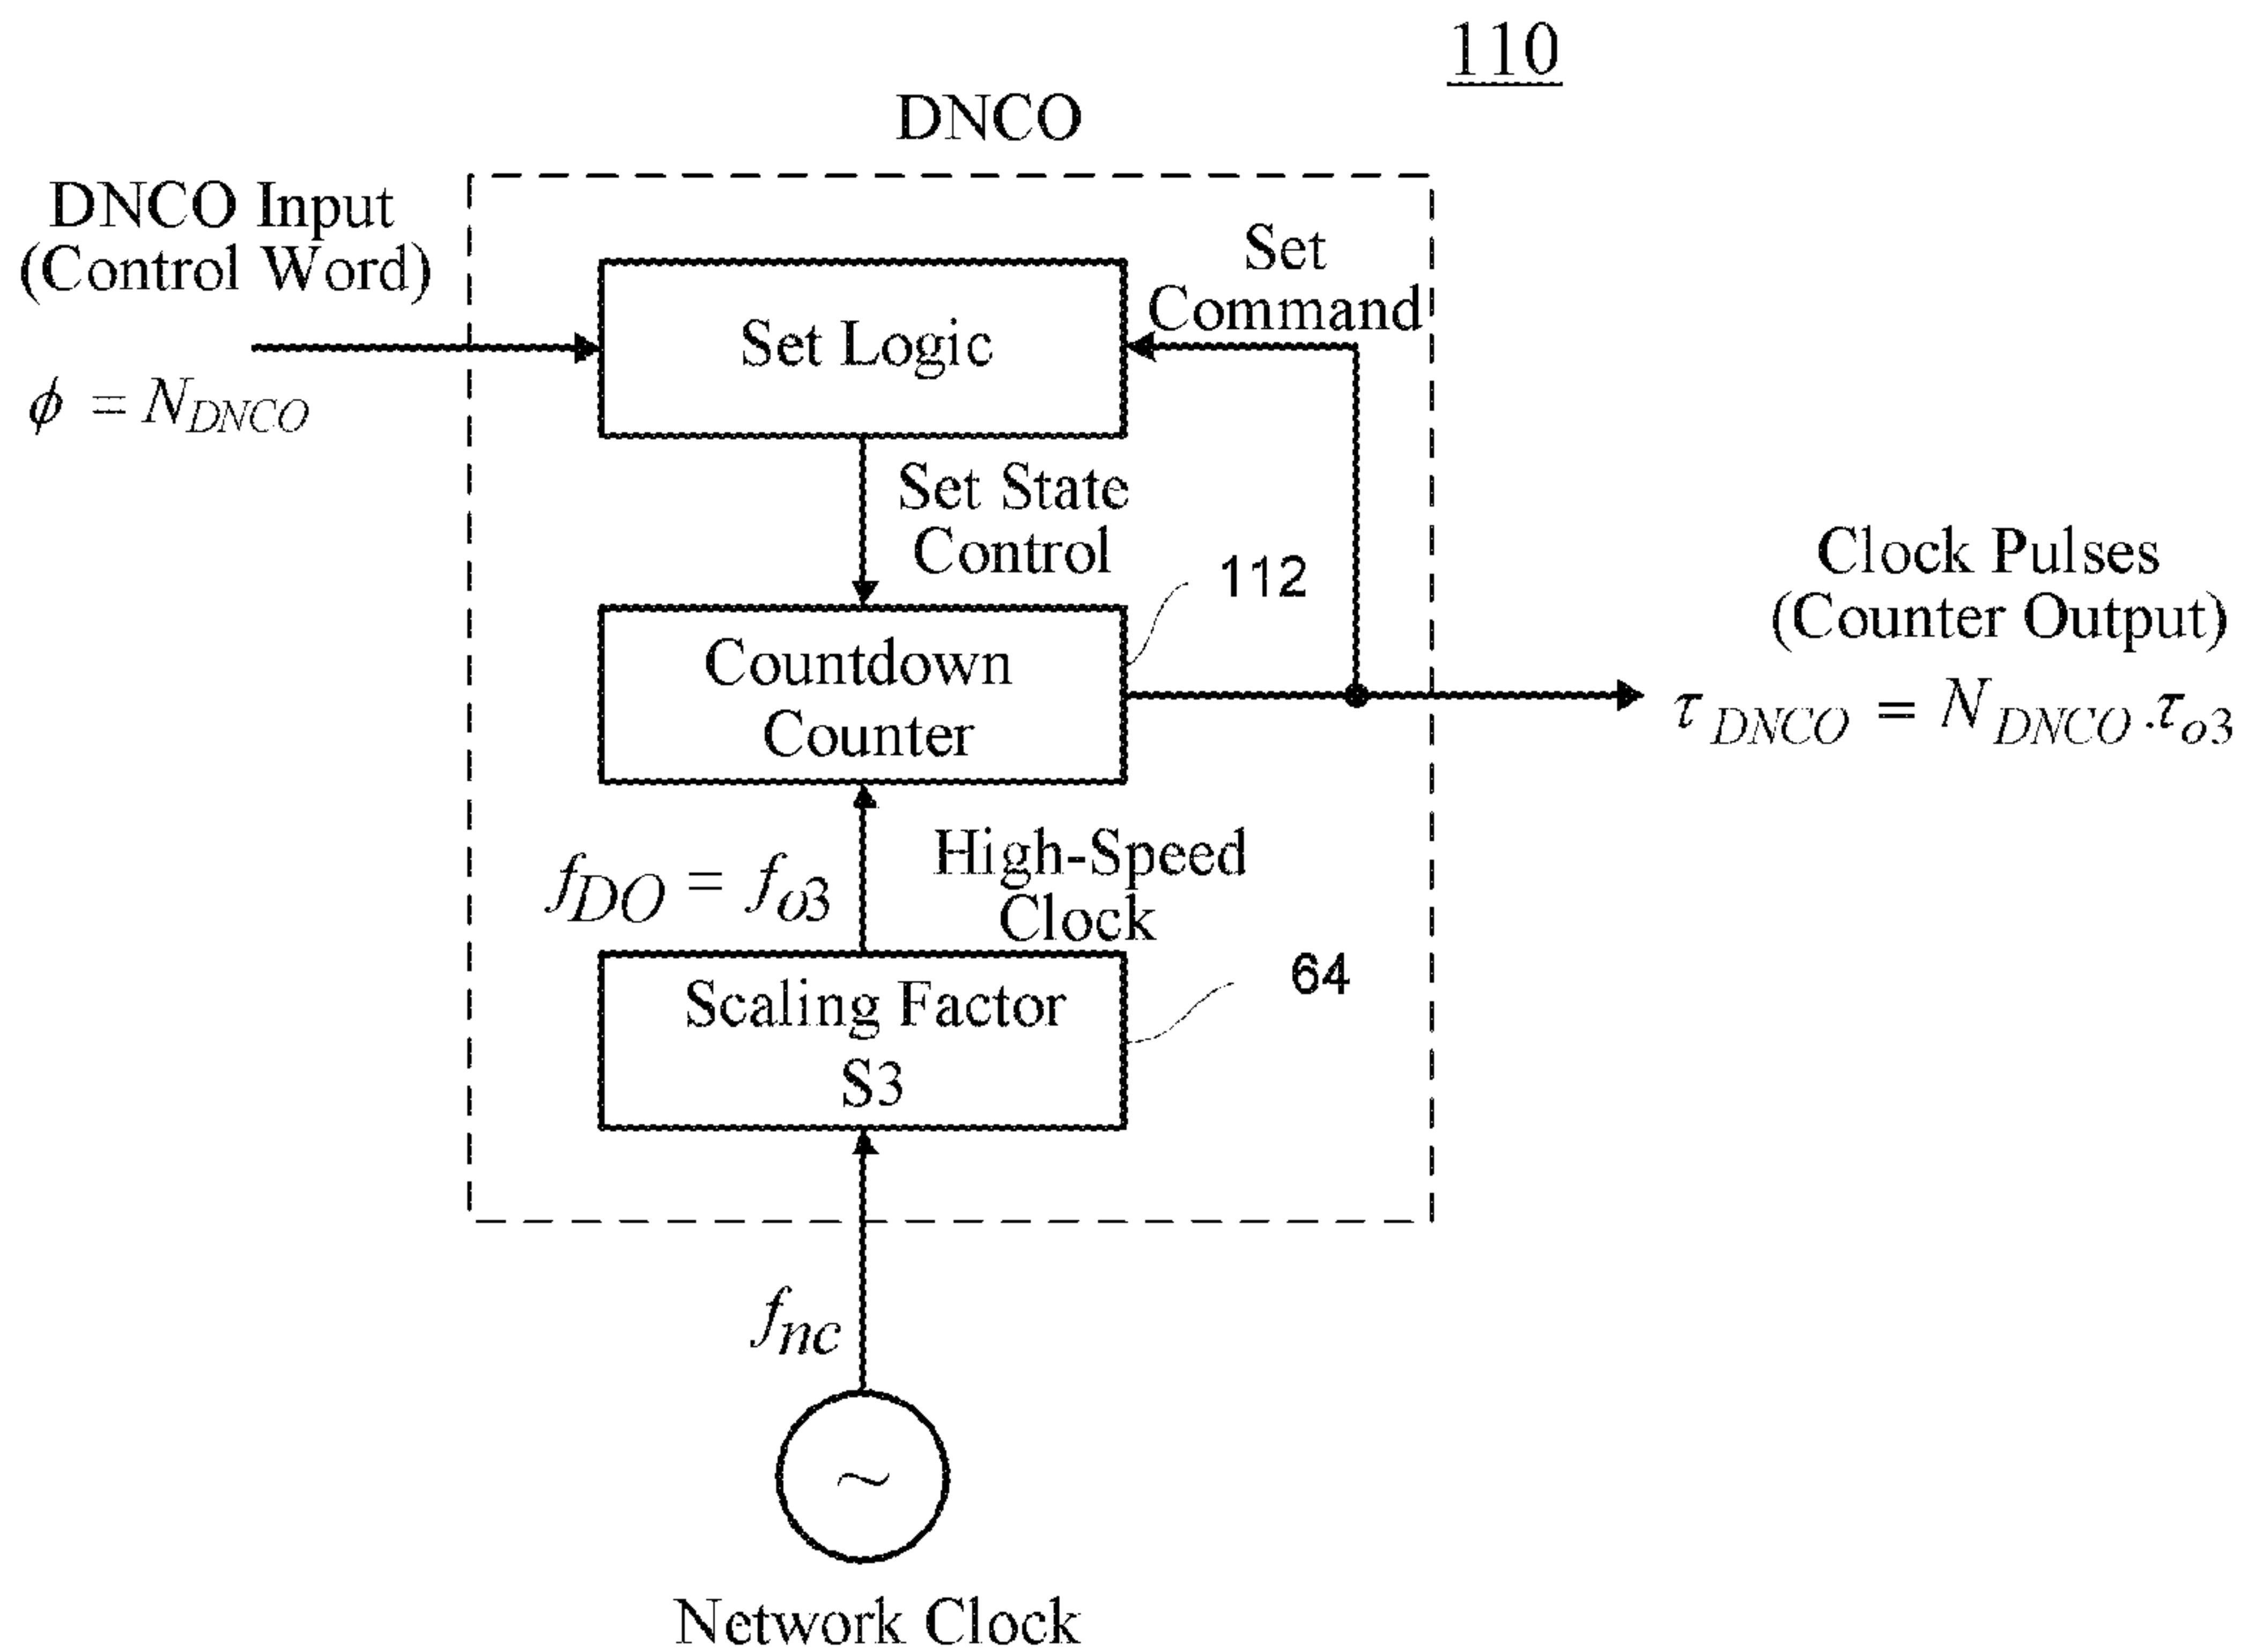 110
DNCO
DNCO Input
(Control Word)
ϕ = N_DNCO
Set
Command
Set Logic
Set State
Control
112
Countdown
Counter
Clock Pulses
(Counter Output)
τ_DNCO = N_DNCO.τ_o3
f_DO = f_o3
High-Speed
Clock
64
Scaling Factor
S3
f_nc
~
Network Clock